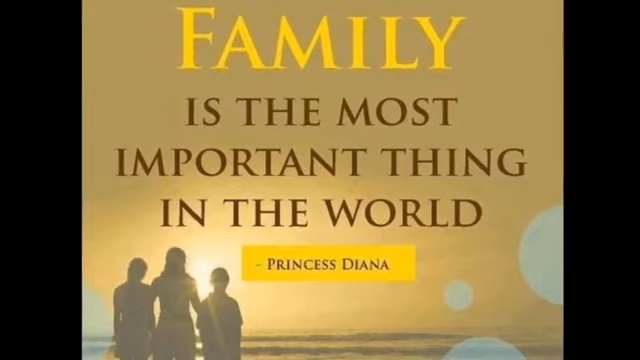 FAMILY
IS THE MOST
IMPORTANT THING
IN THE WORLD
- PRINCESS DIANA